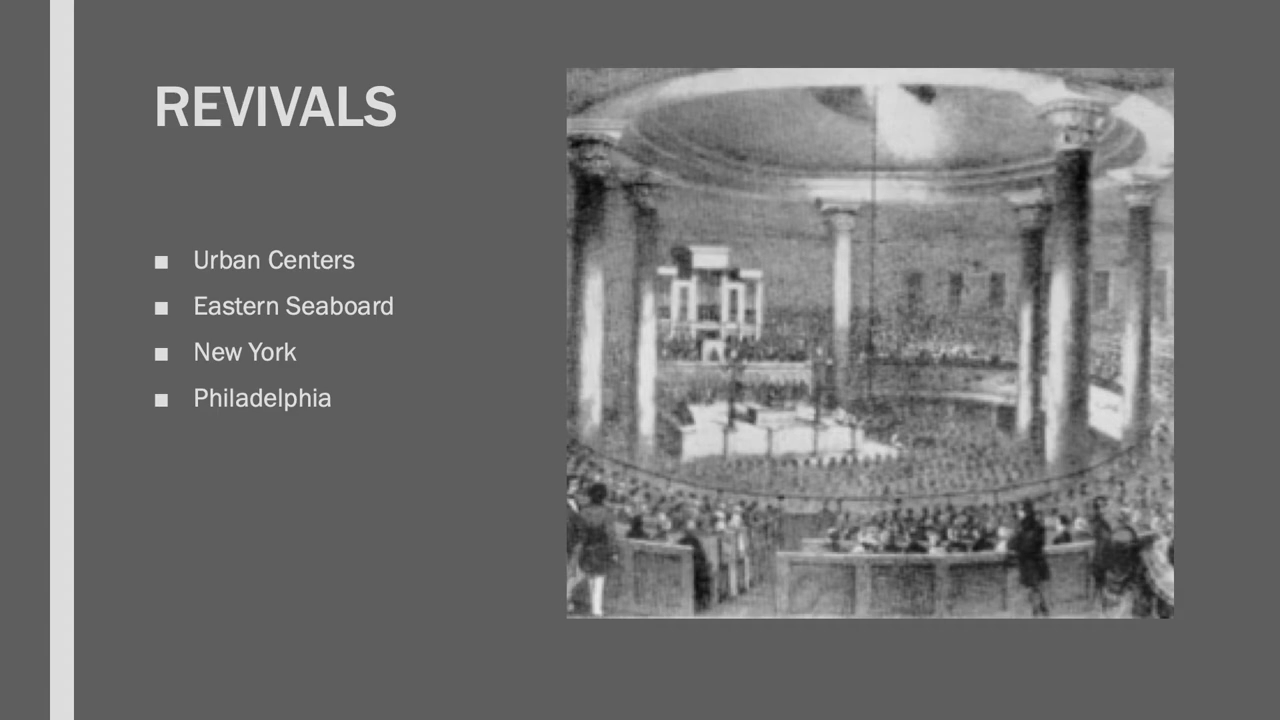 REVIVALS
Urban Centers
Eastern Seaboard
New York
Philadelphia